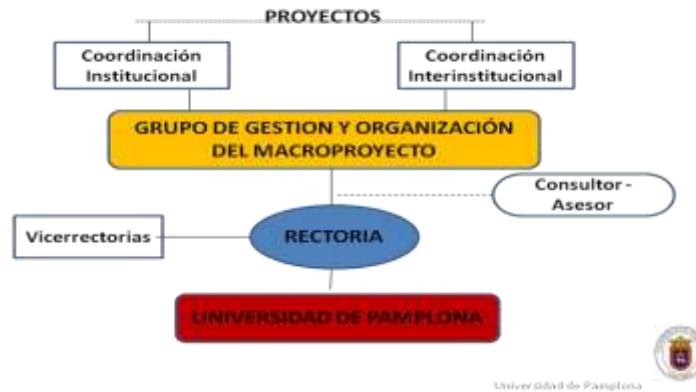 PROYECTOS
Coordinación
Institucional
Coordinación
Interinstitucional
GRUPO DE GESTION Y ORGANIZACIÓN
DEL MACROPROYECTO
Consultor -
Asesor
Vicerrectorias
RECTORIA
UNIVERSIDAD DE PAMPLONA
Universidad de Pamplona